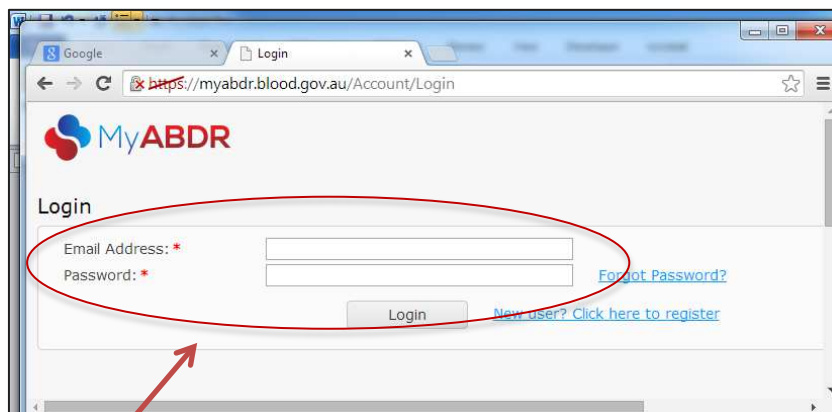 Google
Login
https://myabdr.blood.gov.au/Account/Login
MyABDR
Login
Email Address: *
Password: *
Forgot Password?
Login
New user? Click here to register